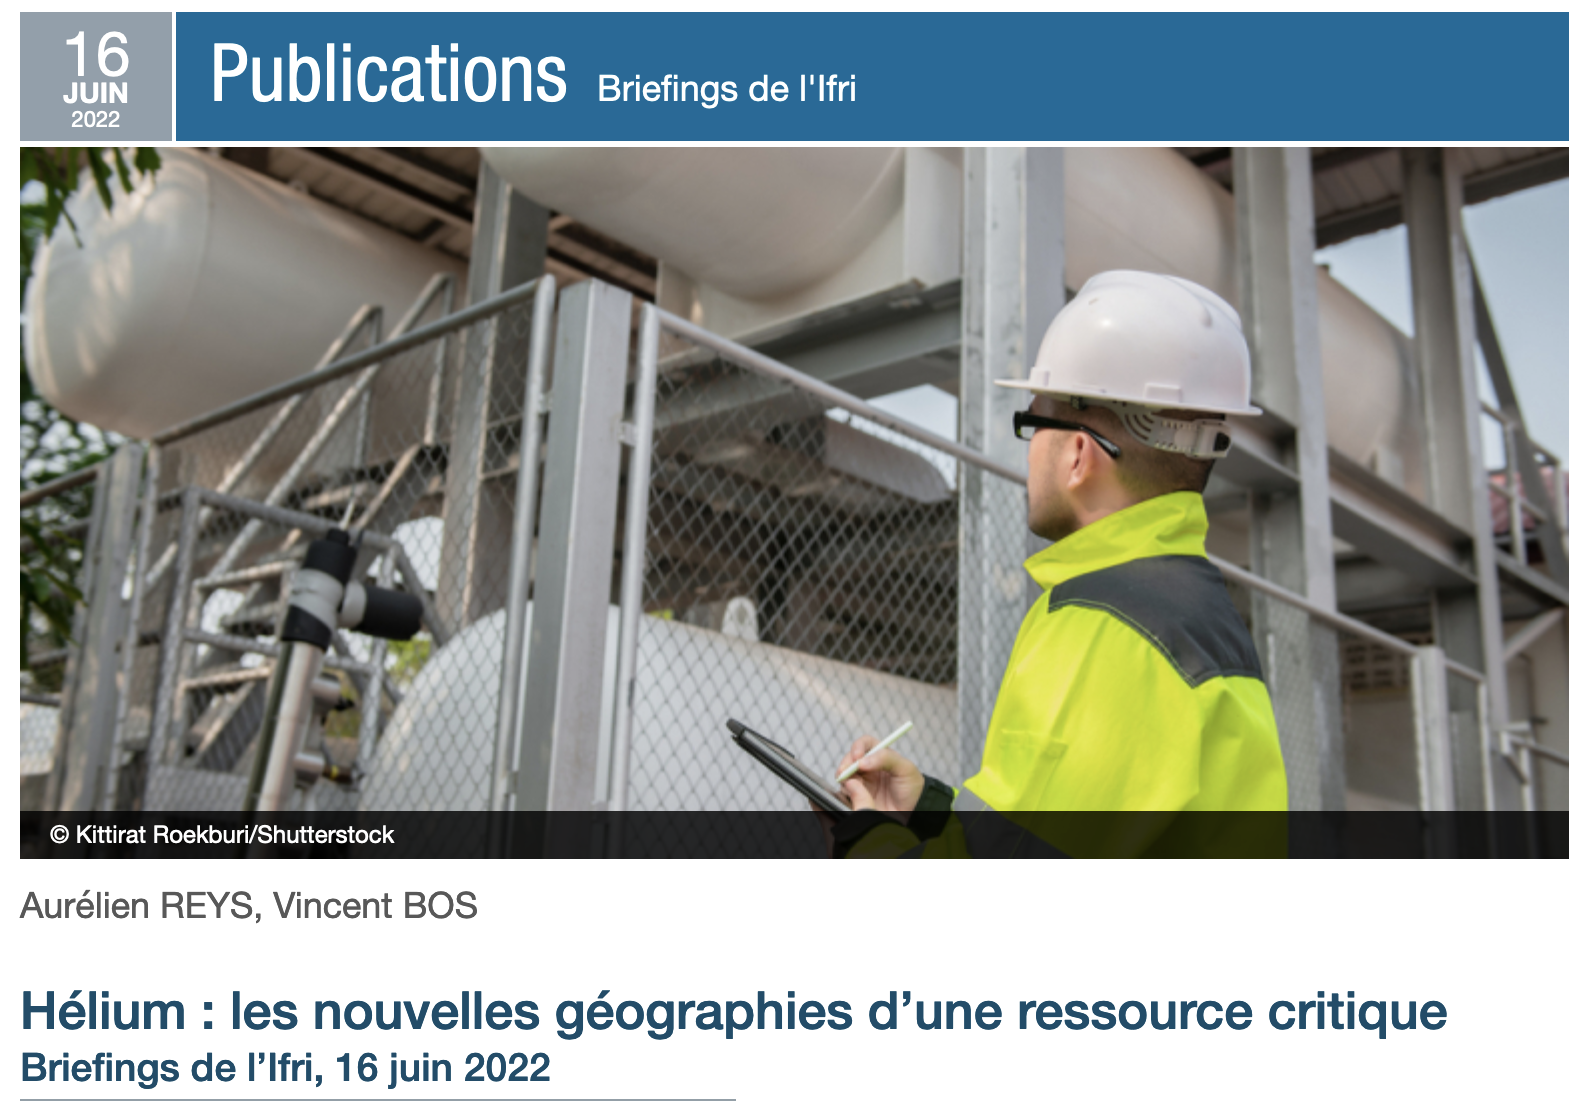 16
JUIN
2022
Publications Briefings de l'Ifri
© Kittirat Roekburi/Shutterstock
Aurélien REYS, Vincent BOS
Hélium : les nouvelles géographies d’une ressource critique
Briefings de l’Ifri, 16 juin 2022